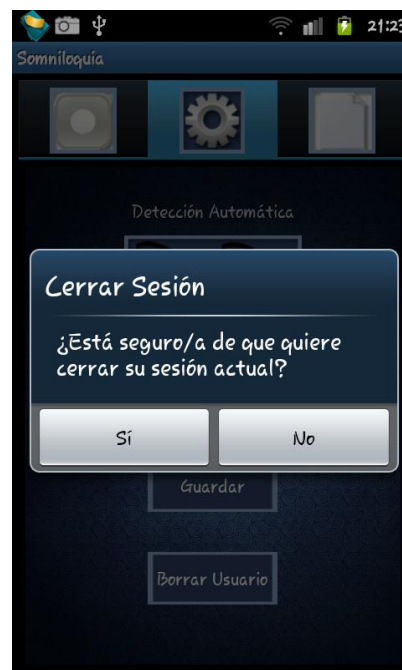 21:23
Somniloquía
Detección Automática
Cerrar Sesión
¿Está seguro/a de que quiere
cerrar su sesión actual?
Sí No
Guardar
Borrar Usuario